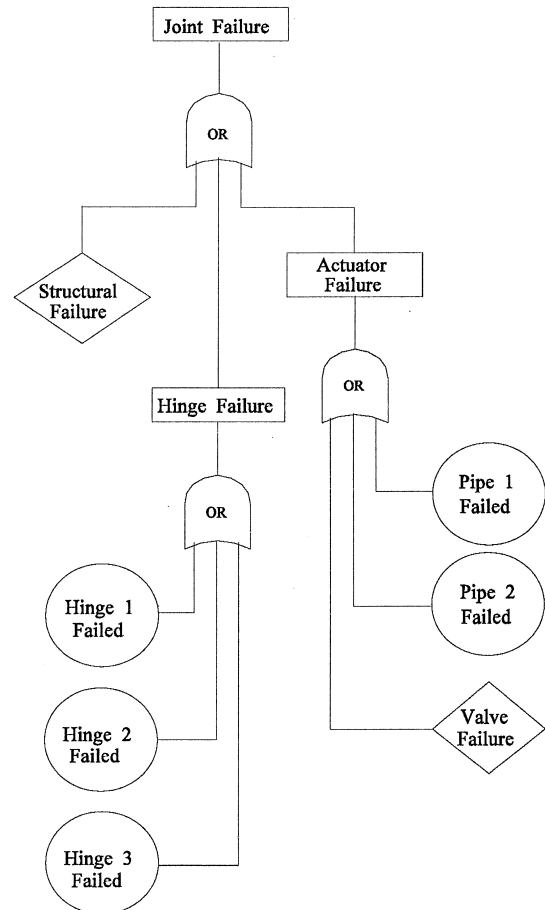 Joint Failure
OR
Structural
Failure
Actuator
Failure
OR
Hinge Failure
OR
Pipe 1
Failed
Pipe 2
Failed
Hinge 1
Failed
Hinge 2
Failed
Valve
Failure
Hinge 3
Failed